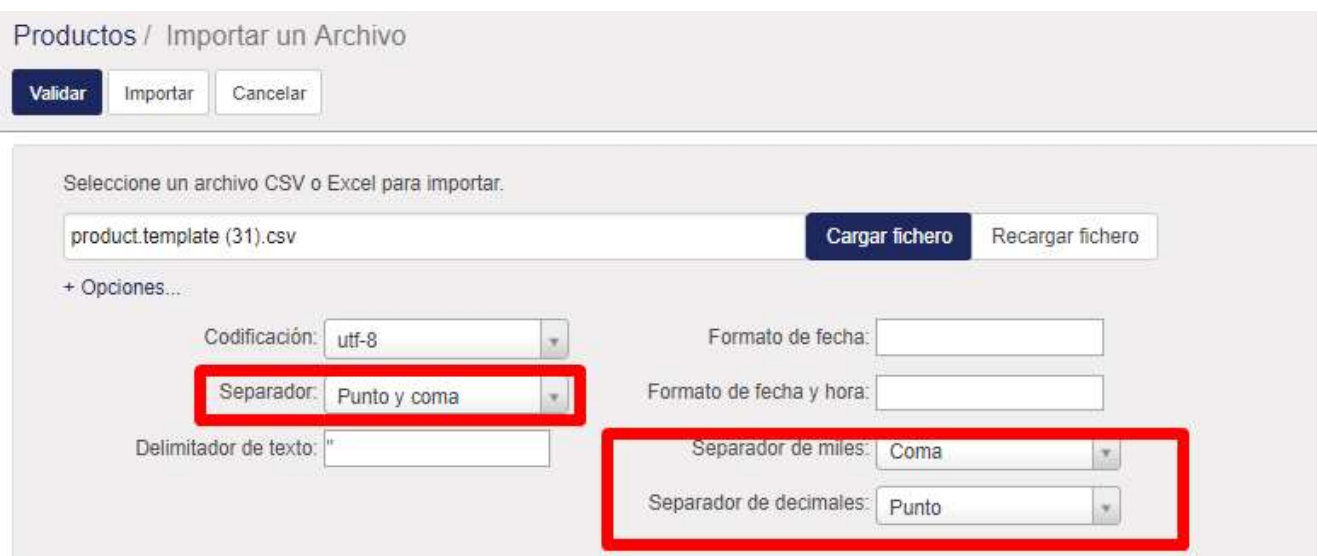 Productos / Importar un Archivo
Validar Importar Cancelar
Seleccione un archivo CSV o Excel para importar.
product.template (31).csv Cargar fichero Recargar fichero
+ Opciones...
Codificación: utf-8 Formato de fecha:
Separador: Punto y coma Formato de fecha y hora:
Delimitador de texto: " Separador de miles: Coma
Separador de decimales: Punto